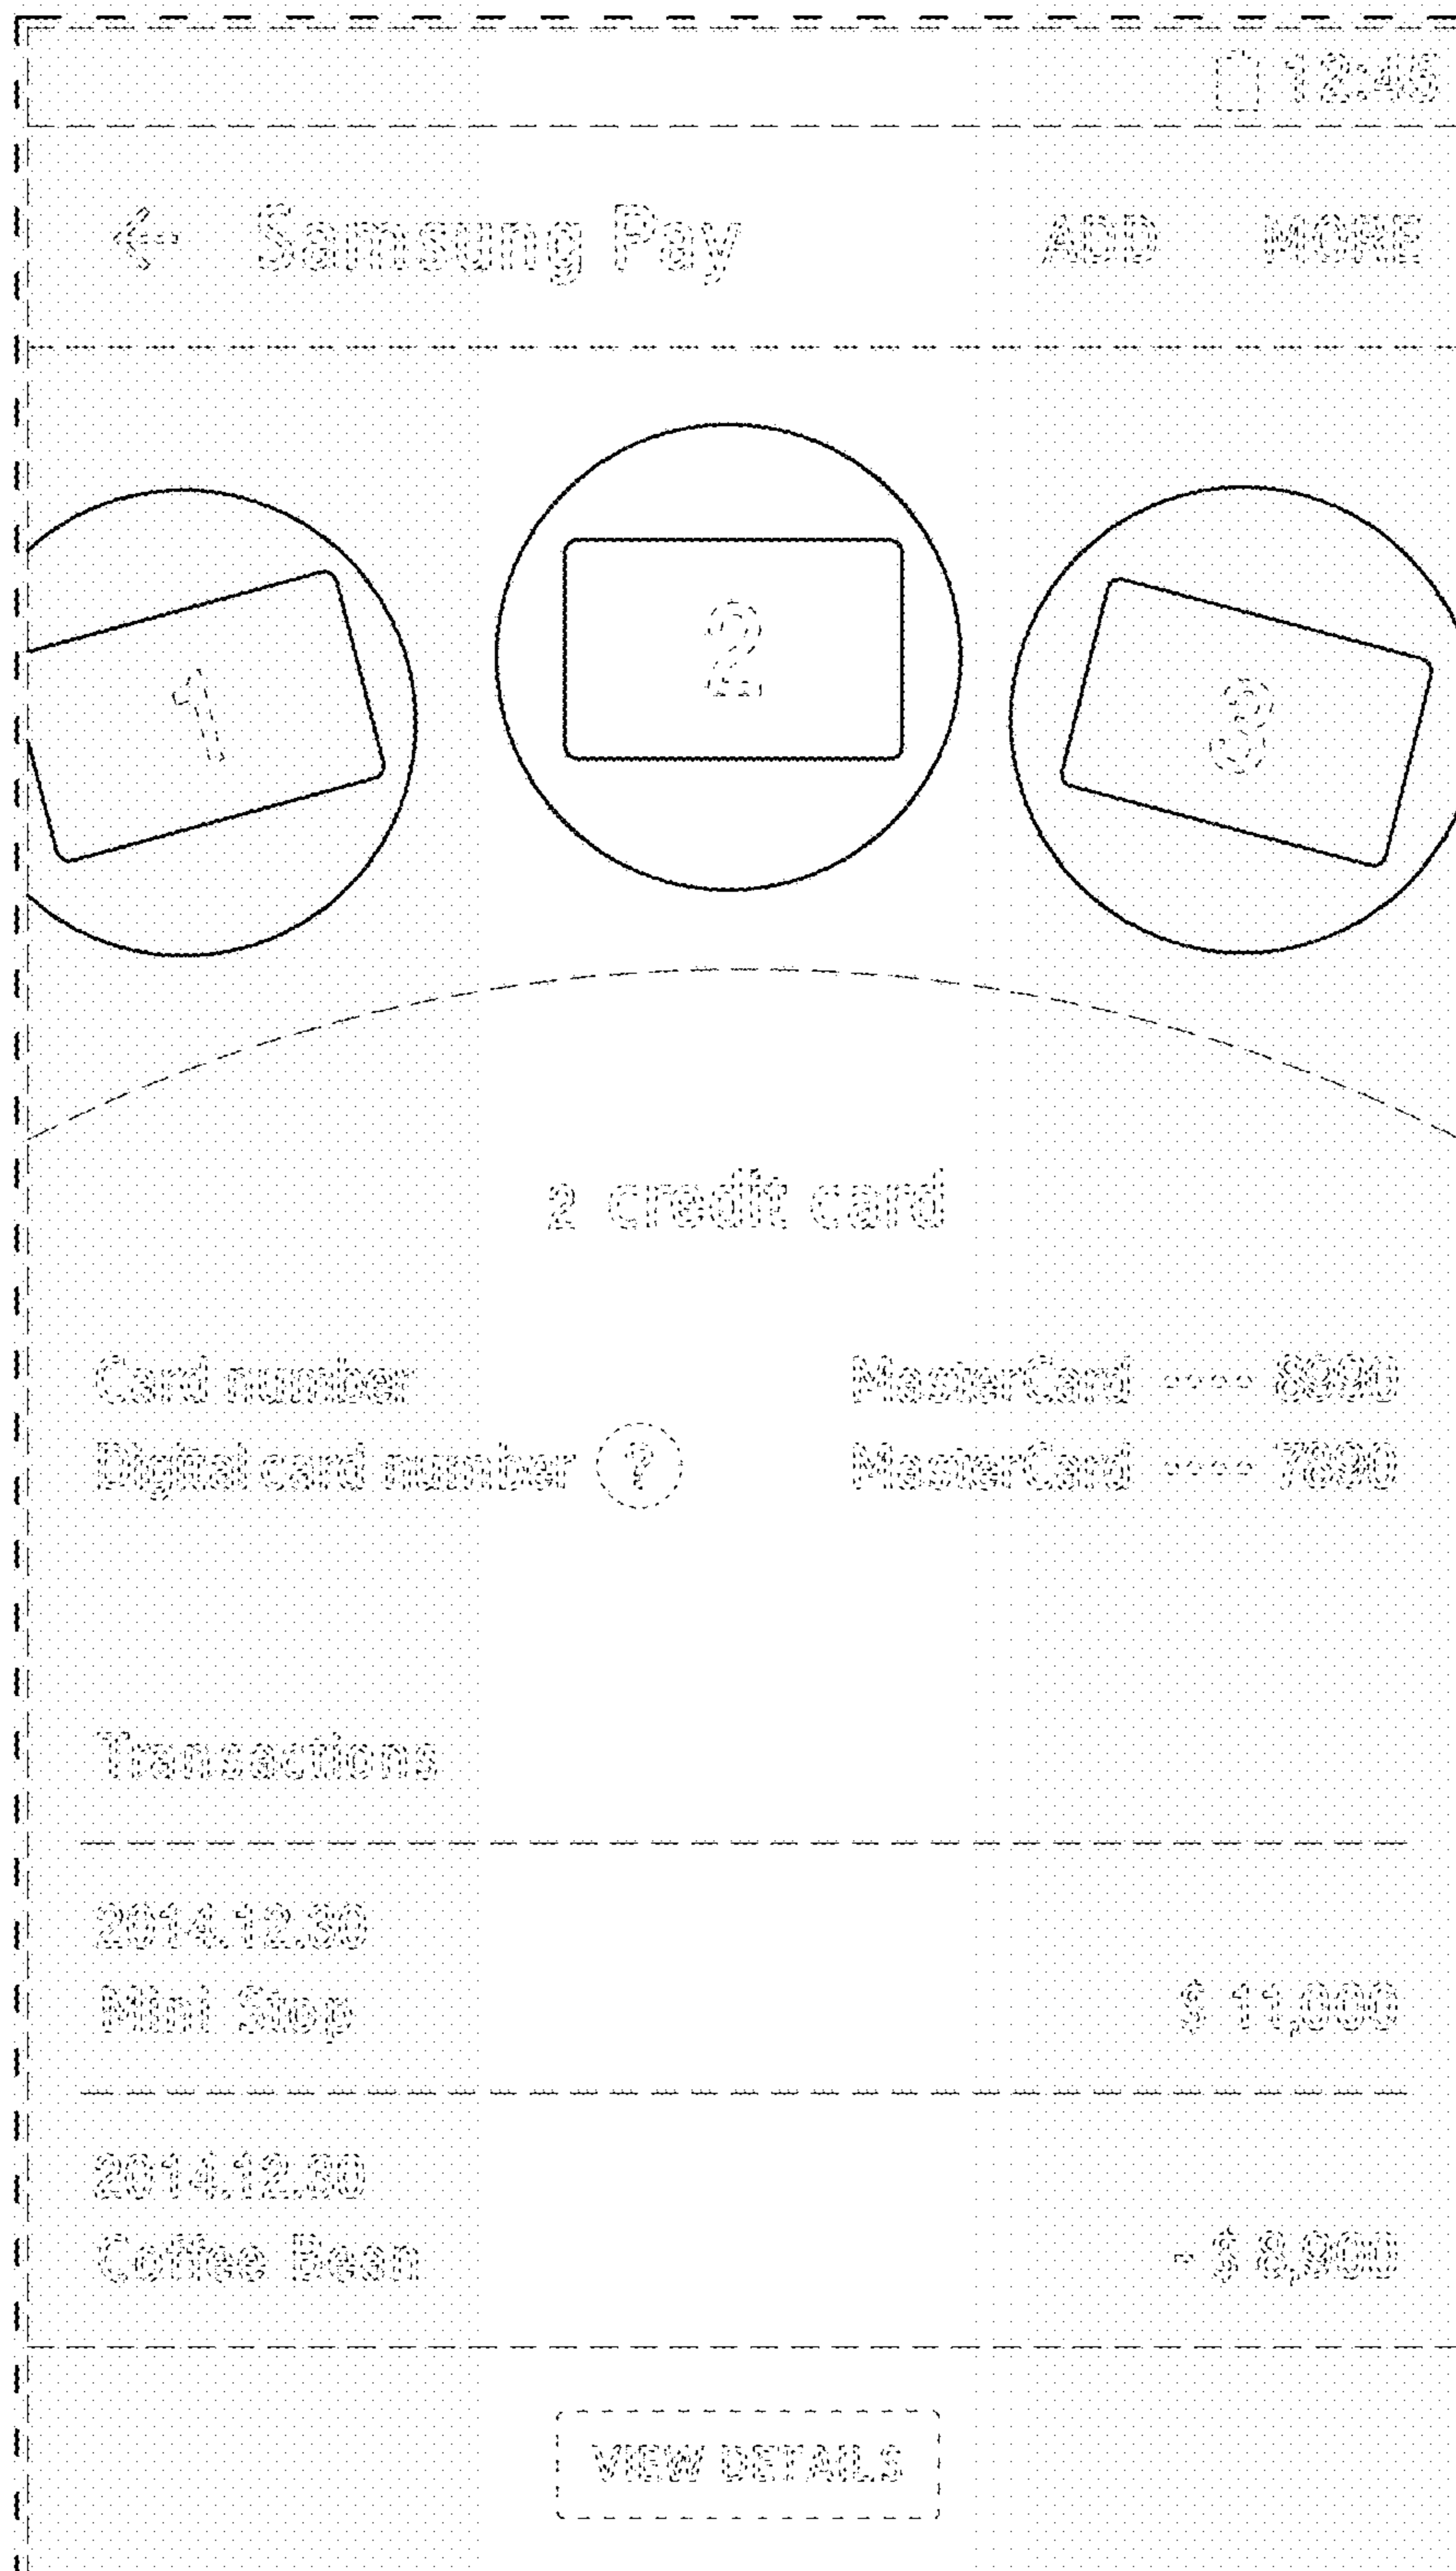 12:45
← Samsung Pay ADD MORE
1
2
3
2 credit card
Card number MasterCard
Digital card number ? MasterCard 7890
Transactions
2014.12.30
Mini Stop $ 11,000
2014.12.30
Coffee Bean - $ 8,900
VIEW DETAILS